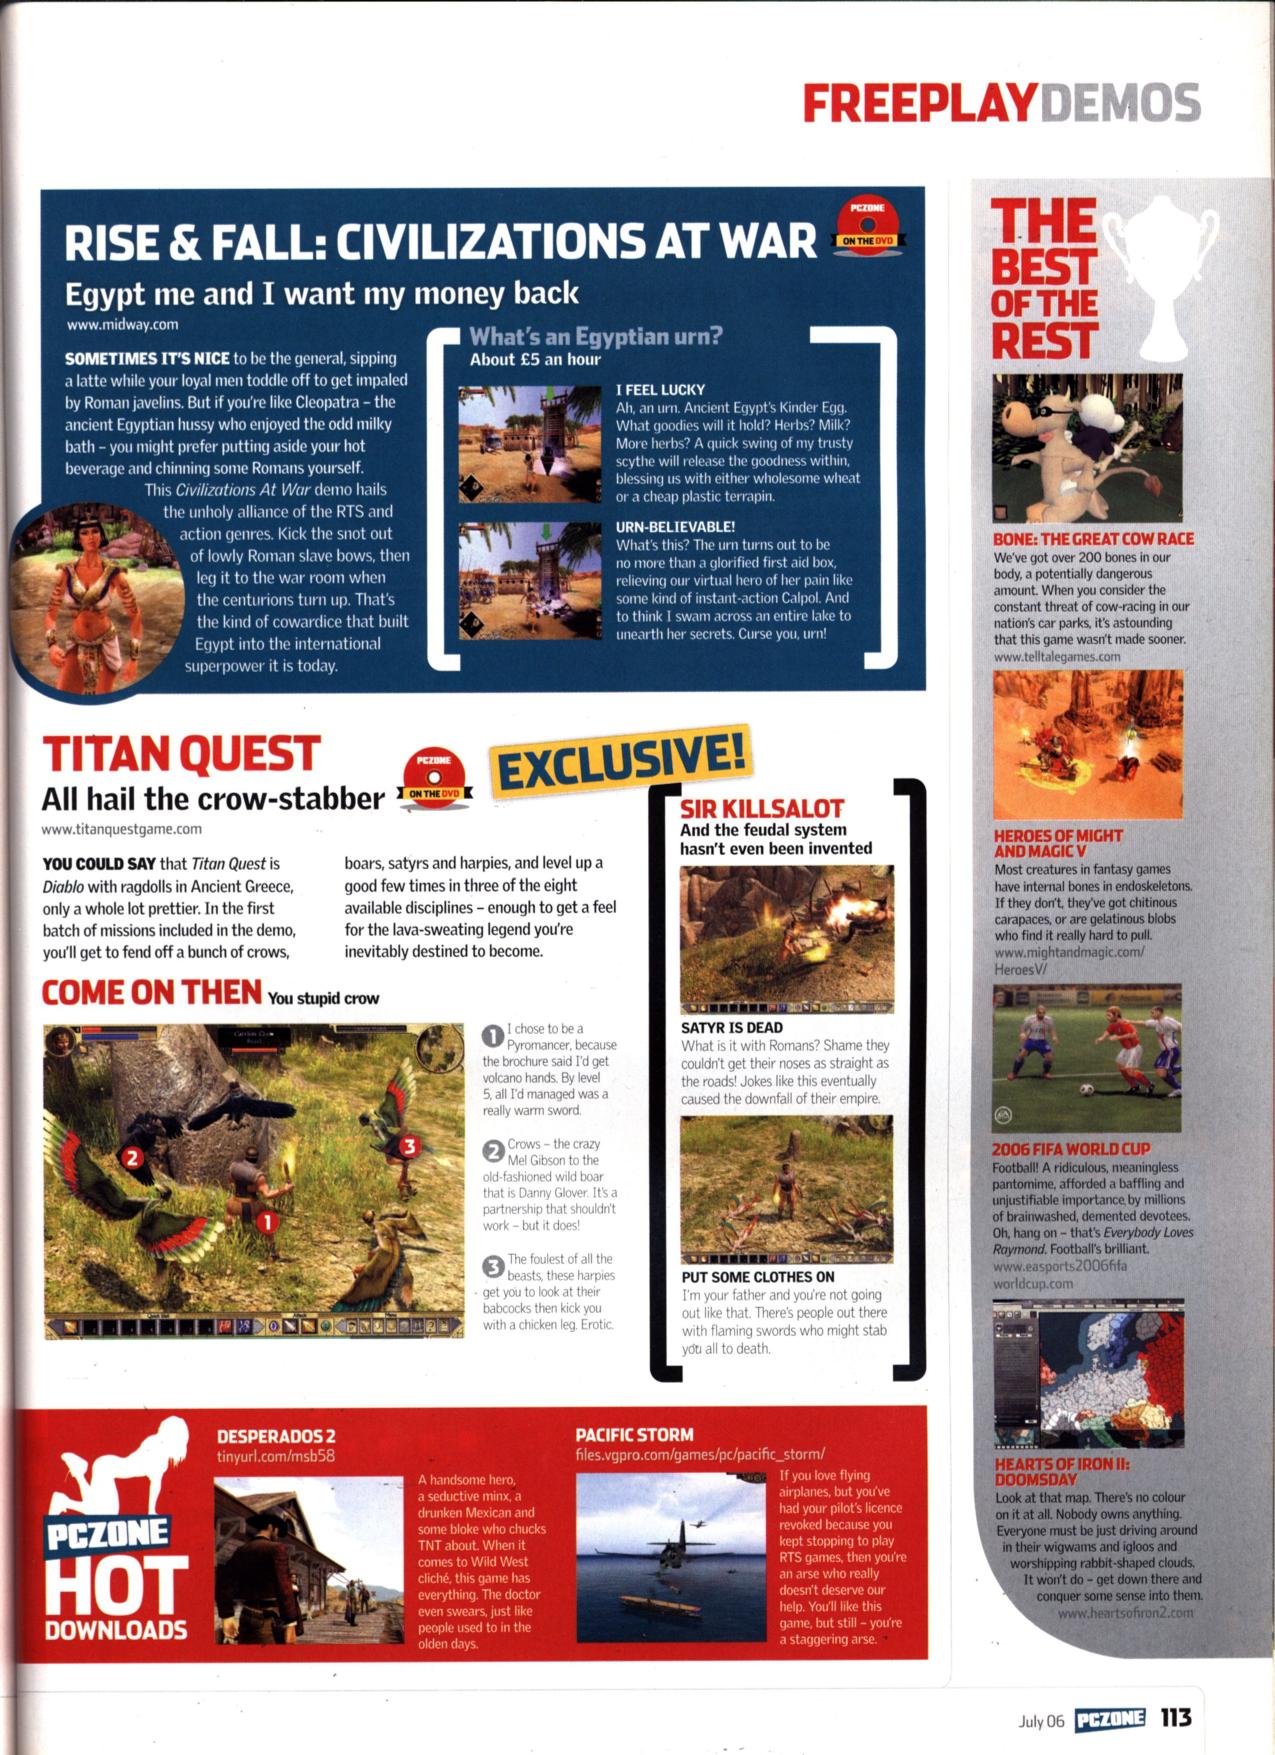 FREEPLAYDEMOS
RISE & FALL: CIVILIZATIONS AT WAR
PCZONE
ON THE DVD
Egypt me and I want my money back
www.midway.com
SOMETIMES IT'S NICE to be the general, sipping
a latte while your loyal men toddle off to get impaled
by Roman javelins. But if you're like Cleopatra – the
ancient Egyptian hussy who enjoyed the odd milky
bath – you might prefer putting aside your hot
beverage and chinning some Romans yourself.
This Civilizations At War demo hails
the unholy alliance of the RTS and
action genres. Kick the snot out
of lowly Roman slave bows, then
leg it to the war room when
the centurions turn up. That's
the kind of cowardice that built
Egypt into the international
superpower it is today.
What's an Egyptian urn?
About £5 an hour
I FEEL LUCKY
Ah, an urn. Ancient Egypt's Kinder Egg.
What goodies will it hold? Herbs? Milk?
More herbs? A quick swing of my trusty
scythe will release the goodness within,
blessing us with either wholesome wheat
or a cheap plastic terrapin.
URN-BELIEVABLE!
What's this? The urn turns out to be
no more than a glorified first aid box,
relieving our virtual hero of her pain like
some kind of instant-action Calpol. And
to think I swam across an entire lake to
unearth her secrets. Curse you, urn!
TITAN QUEST
All hail the crow-stabber
PCZONE
ON THE DVD
EXCLUSIVE!
www.titanquestgame.com
YOU COULD SAY that Titan Quest is
Diablo with ragdolls in Ancient Greece,
only a whole lot prettier. In the first
batch of missions included in the demo,
you'll get to fend off a bunch of crows,
boars, satyrs and harpies, and level up a
good few times in three of the eight
available disciplines – enough to get a feel
for the lava-sweating legend you're
inevitably destined to become.
COME ON THEN You stupid crow
Carrion Crow
Beast
2
3
1
1 I chose to be a
Pyromancer, because
the brochure said I'd get
volcano hands. By level
5, all I'd managed was a
really warm sword.
2 Crows – the crazy
Mel Gibson to the
old-fashioned wild boar
that is Danny Glover. It's a
partnership that shouldn't
work – but it does!
3 The foulest of all the
beasts, these harpies
get you to look at their
babcocks then kick you
with a chicken leg. Erotic.
SIR KILLSALOT
And the feudal system
hasn't even been invented
SATYR IS DEAD
What is it with Romans? Shame they
couldn't get their noses as straight as
the roads! Jokes like this eventually
caused the downfall of their empire.
PUT SOME CLOTHES ON
I'm your father and you're not going
out like that. There's people out there
with flaming swords who might stab
you all to death.
PCZONE
HOT
DOWNLOADS
DESPERADOS 2
tinyurl.com/msb58
A handsome hero,
a seductive minx, a
drunken Mexican and
some bloke who chucks
TNT about. When it
comes to Wild West
cliché, this game has
everything. The doctor
even swears, just like
people used to in the
olden days.
PACIFIC STORM
files.vgpro.com/games/pc/pacific_storm/
If you love flying
airplanes, but you've
had your pilot's licence
revoked because you
kept stopping to play
RTS games, then you're
an arse who really
doesn't deserve our
help. You'll like this
game, but still – you're
a staggering arse.
THE
BEST
OF THE
REST
BONE: THE GREAT COW RACE
We've got over 200 bones in our
body, a potentially dangerous
amount. When you consider the
constant threat of cow-racing in our
nation's car parks, it's astounding
that this game wasn't made sooner.
www.telltalegames.com
HEROES OF MIGHT
AND MAGIC V
Most creatures in fantasy games
have internal bones in endoskeletons.
If they don't, they've got chitinous
carapaces, or are gelatinous blobs
who find it really hard to pull.
www.mightandmagic.com/
HeroesV/
EA
2006 FIFA WORLD CUP
Football! A ridiculous, meaningless
pantomime, afforded a baffling and
unjustifiable importance by millions
of brainwashed, demented devotees.
Oh, hang on – that's Everybody Loves
Raymond. Football's brilliant.
www.easports2006fifa
worldcup.com
HEARTS OF IRON II:
DOOMSDAY
Look at that map. There's no colour
on it at all. Nobody owns anything.
Everyone must be just driving around
in their wigwams and igloos and
worshipping rabbit-shaped clouds.
It won't do – get down there and
conquer some sense into them.
www.heartsofiron2.com
July 06 PCZONE 113